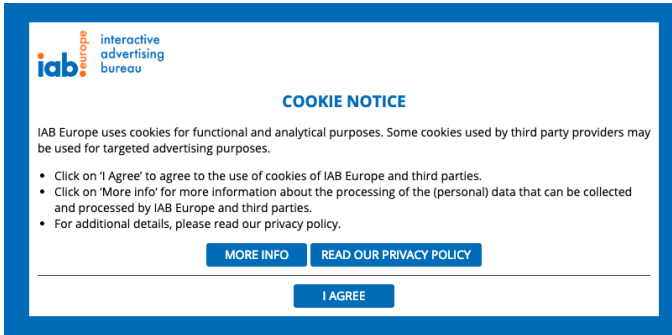 iab europe
interactive
advertising
bureau
COOKIE NOTICE
IAB Europe uses cookies for functional and analytical purposes. Some cookies used by third party providers may
be used for targeted advertising purposes.
• Click on ‘I Agree’ to agree to the use of cookies of IAB Europe and third parties.
• Click on ‘More info’ for more information about the processing of the (personal) data that can be collected
and processed by IAB Europe and third parties.
• For additional details, please read our privacy policy.
MORE INFO READ OUR PRIVACY POLICY
I AGREE